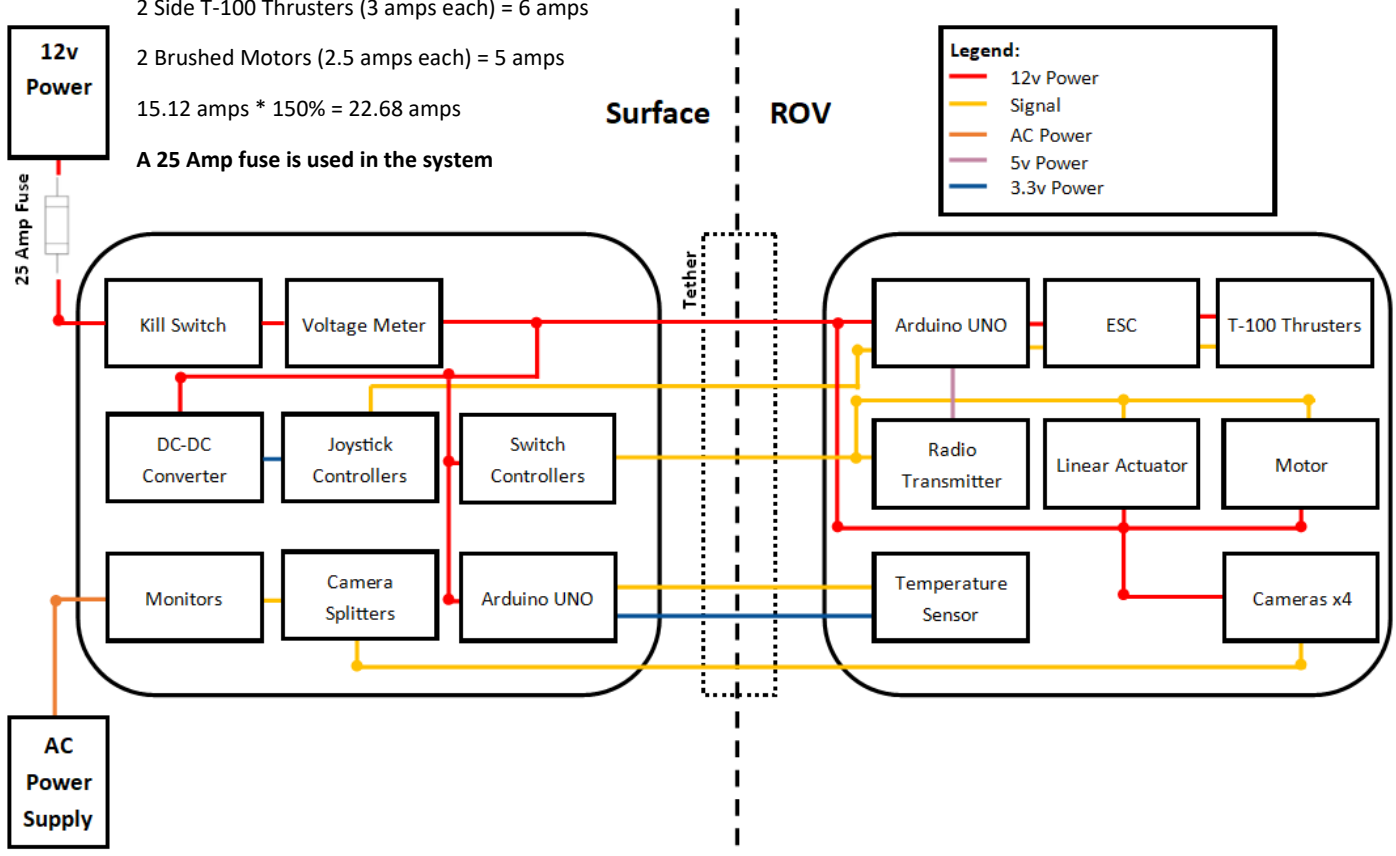 2 Side T-100 Thrusters (3 amps each) = 6 amps
2 Brushed Motors (2.5 amps each) = 5 amps
15.12 amps * 150% = 22.68 amps
A 25 Amp fuse is used in the system
12v
Power
25 Amp Fuse
Surface
ROV
Legend:
12v Power
Signal
AC Power
5v Power
3.3v Power
Tether
Kill Switch
Voltage Meter
DC-DC
Converter
Joystick
Controllers
Switch
Controllers
Monitors
Camera
Splitters
Arduino UNO
Arduino UNO
ESC
T-100 Thrusters
Radio
Transmitter
Linear Actuator
Motor
Temperature
Sensor
Cameras x4
AC
Power
Supply